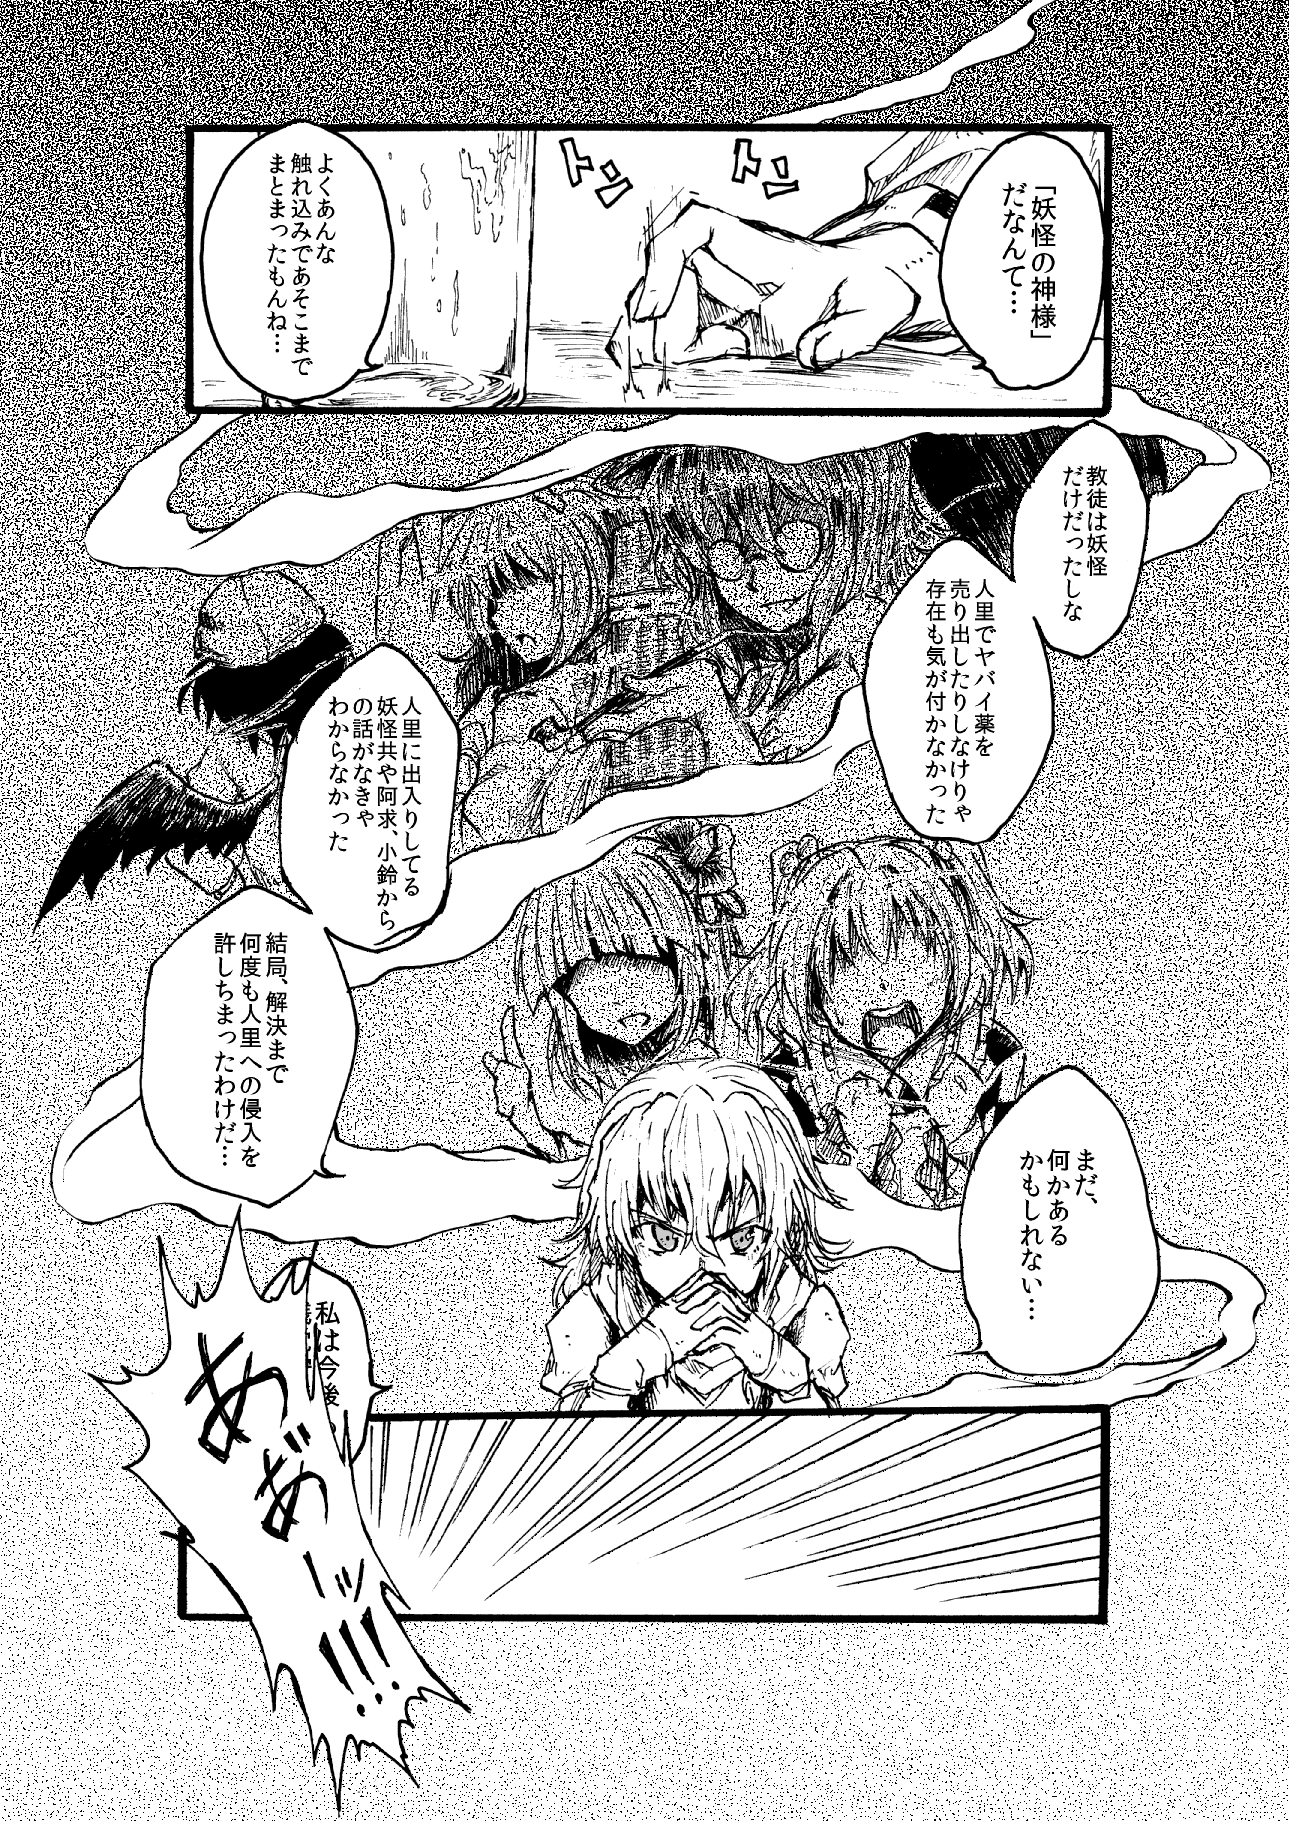 「妖怪の神様」
だなんて…
トン
トン
よくあんな
触れ込みであそこまで
まとまったもんね…
教徒は妖怪
だけだったしな
人里でヤバイ薬を
売り出したりしなけりゃ
存在も気が付かなかった
人里に出入りしてる
妖怪共や阿求、小鈴から
の話がなきゃ
わからなかった
結局、解決まで
何度も人里への侵入を
許しちまったわけだ…
まだ、
何かある
かもしれない…
私は今後
あぁーッ!!!